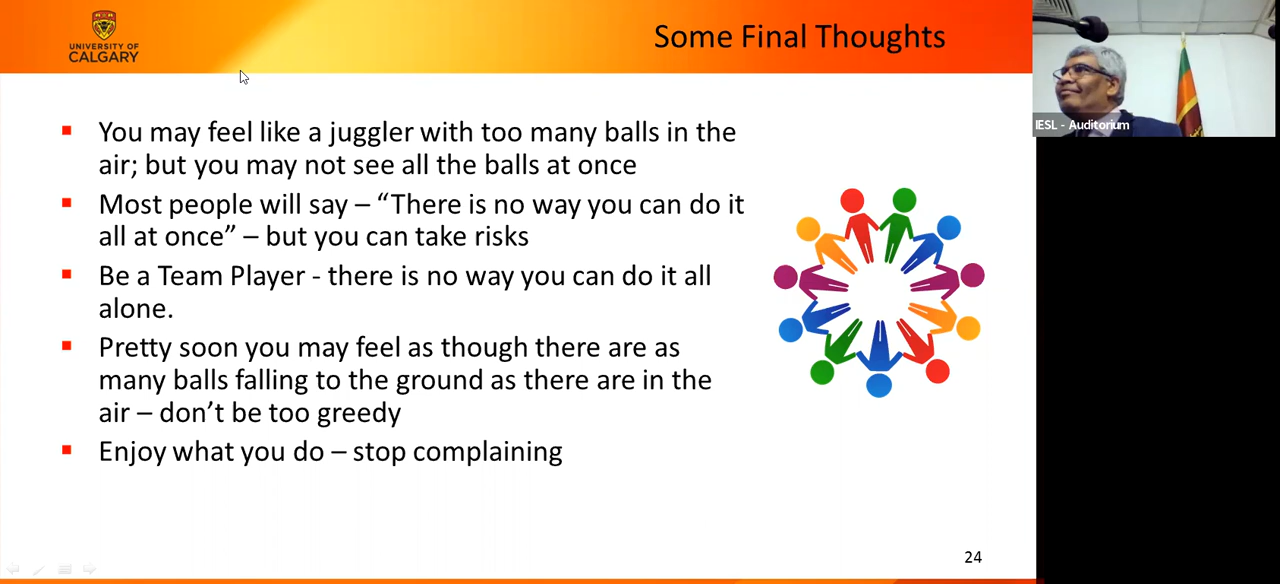 UNIVERSITY OF
CALGARY
Some Final Thoughts
You may feel like a juggler with too many balls in the
air; but you may not see all the balls at once
Most people will say – “There is no way you can do it
all at once” – but you can take risks
Be a Team Player - there is no way you can do it all
alone.
Pretty soon you may feel as though there are as
many balls falling to the ground as there are in the
air – don’t be too greedy
Enjoy what you do – stop complaining
24
IESL - Auditorium